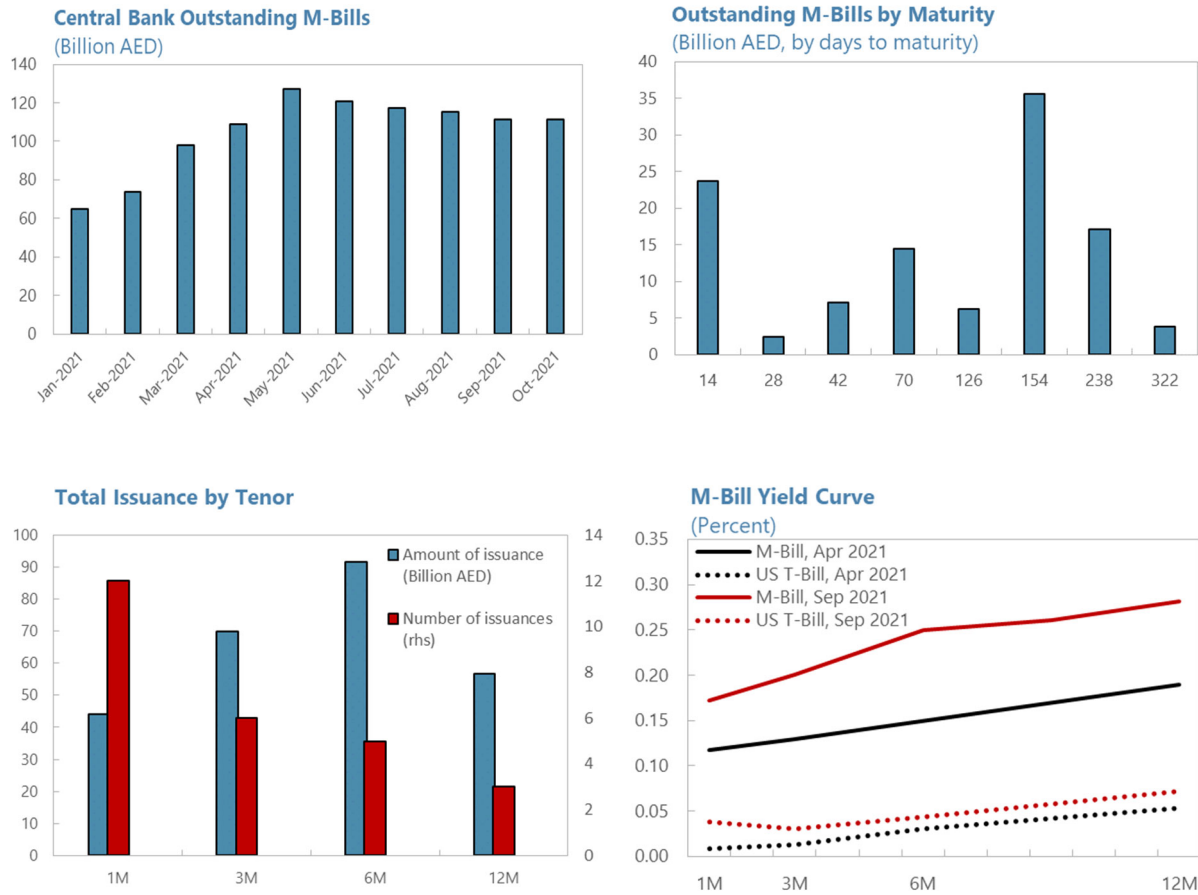 Central Bank Outstanding M-Bills
(Billion AED)
140
120
100
80
60
40
20
0
Jan-2021
Feb-2021
Mar-2021
Apr-2021
May-2021
Jun-2021
Jul-2021
Aug-2021
Sep-2021
Oct-2021
Outstanding M-Bills by Maturity
(Billion AED, by days to maturity)
40
35
30
25
20
15
10
5
0
14 28 42 70 126 154 238 322
Total Issuance by Tenor
100
90
80
70
60
50
40
30
20
10
0
Amount of issuance
(Billion AED)
Number of issuances
(rhs)
14
12
10
8
6
4
2
0
1M 3M 6M 12M
M-Bill Yield Curve
(Percent)
0.35
0.30
0.25
0.20
0.15
0.10
0.05
0.00
M-Bill, Apr 2021
US T-Bill, Apr 2021
M-Bill, Sep 2021
US T-Bill, Sep 2021
1M 3M 6M 12M